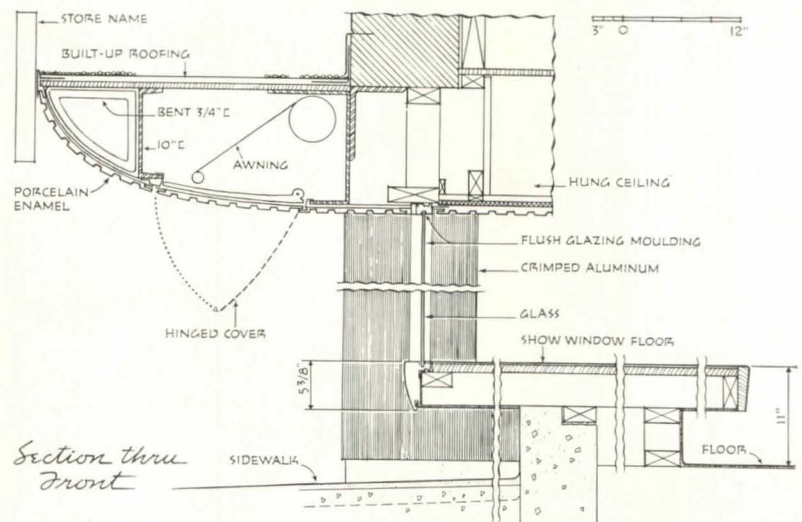 STORE NAME
3" 0 12"
BUILT-UP ROOFING
BENT 3/4" [
10" [
AWNING
PORCELAIN
ENAMEL
HUNG CEILING
FLUSH GLAZING MOULDING
CRIMPED ALUMINUM
GLASS
HINGED COVER
SHOW WINDOW FLOOR
5 3/8"
11"
FLOOR
SIDEWALK
Section thru
Front